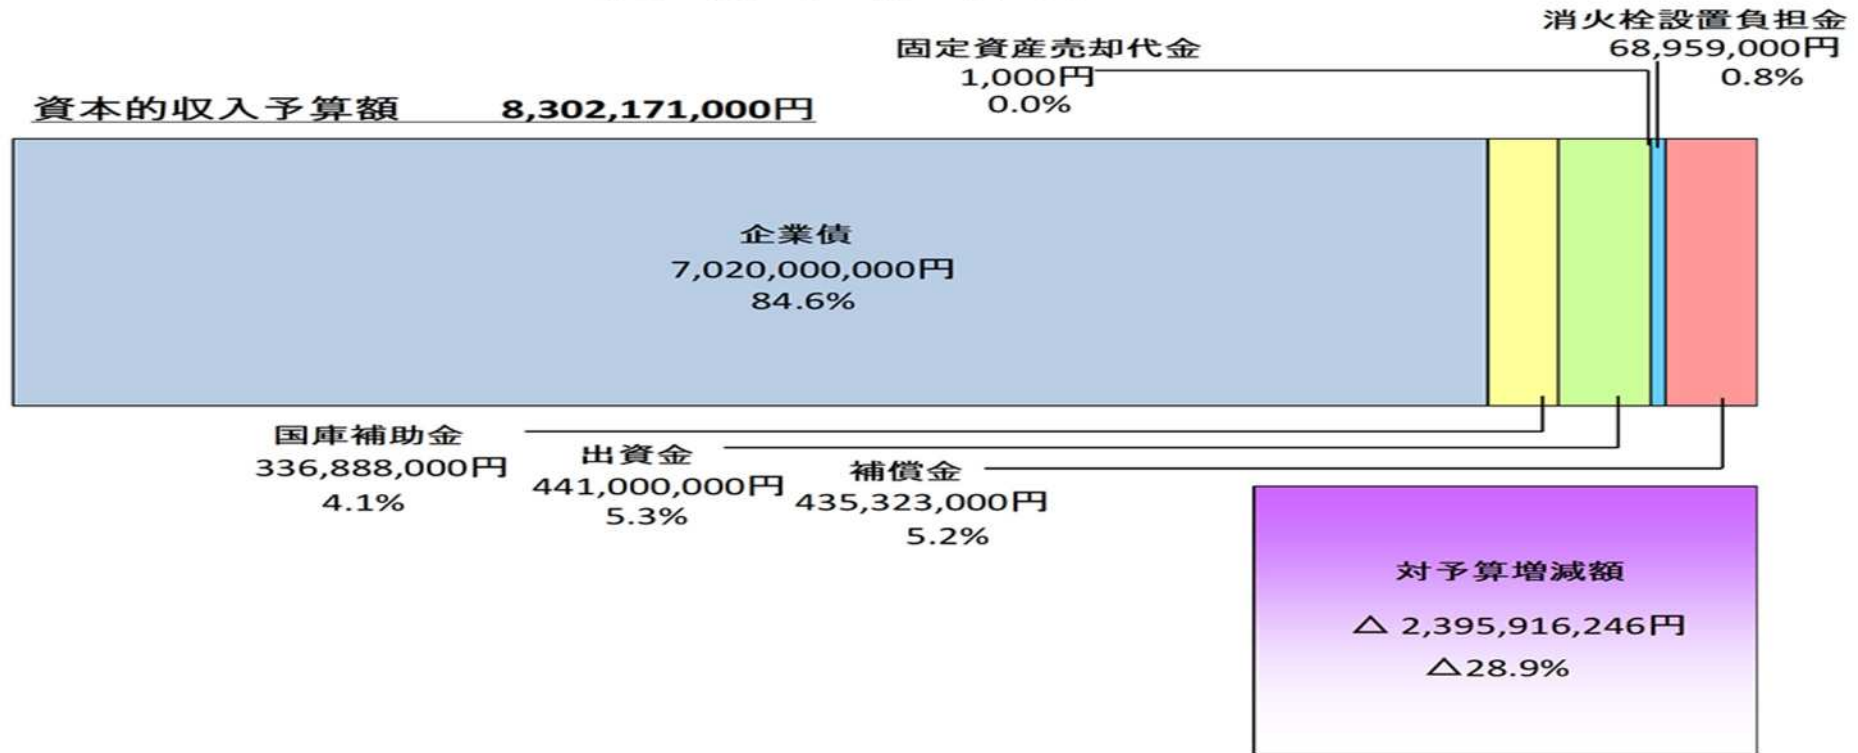 消火栓設置負担金
68,959,000円
0.8%
固定資産売却代金
1,000円
0.0%
資本的収入予算額 8,302,171,000円
企業債
7,020,000,000円
84.6%
国庫補助金
336,888,000円
4.1%
出資金
441,000,000円
5.3%
補償金
435,323,000円
5.2%
対予算増減額
△ 2,395,916,246円
△28.9%